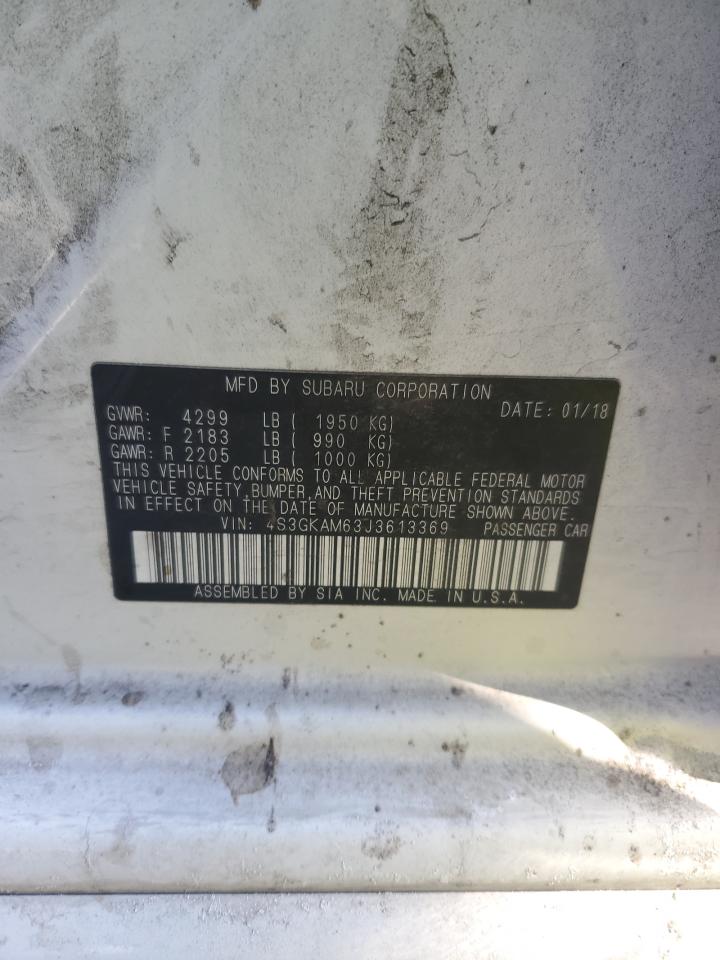 MFD BY SUBARU CORPORATION
DATE: 01/18
GVWR: 4299 LB ( 1950 KG)
GAWR: F 2183 LB ( 990 KG)
GAWR: R 2205 LB ( 1000 KG)
THIS VEHICLE CONFORMS TO ALL APPLICABLE FEDERAL MOTOR
VEHICLE SAFETY, BUMPER, AND THEFT PREVENTION STANDARDS
IN EFFECT ON THE DATE OF MANUFACTURE SHOWN ABOVE.
VIN: 4S3GKAM63J3613369 PASSENGER CAR
ASSEMBLED BY SIA INC. MADE IN U.S.A.